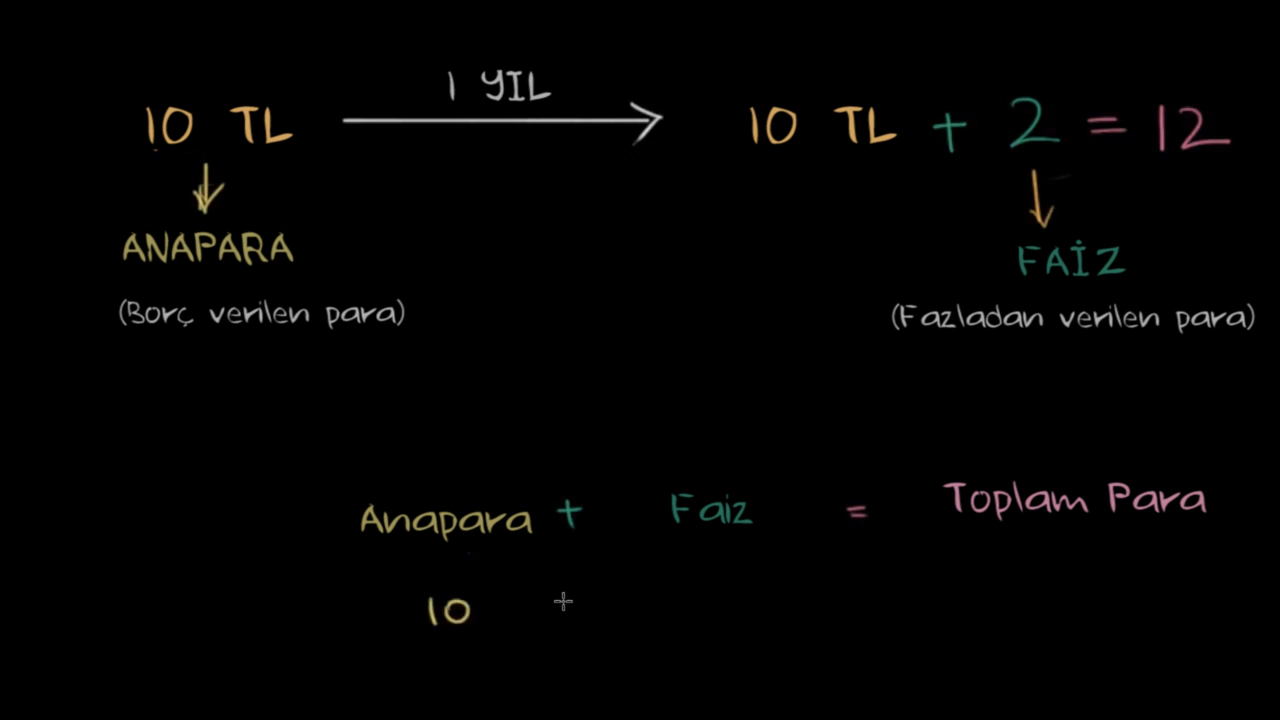 1 YIL
10 TL 10 TL + 2 = 12
ANAPARA FAİZ
(Borç verilen para) (Fazladan verilen para)
Anapara + Faiz = Toplam Para
10